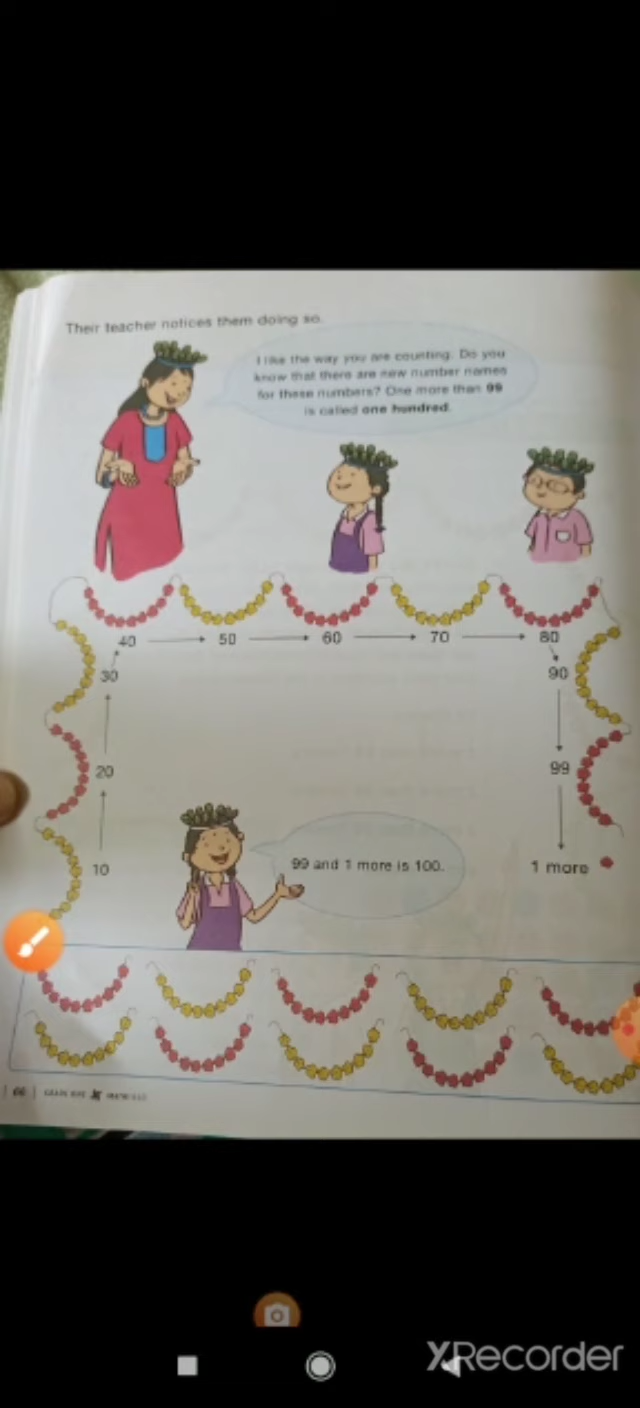 Their teacher notices them doing so.
I like the way you are counting. Do you
know that there are new number names
for these numbers? One more than 99
is called one hundred.
40 50 60 70 80
30 90
20 99
10 1 more
99 and 1 more is 100.
66
XRecorder